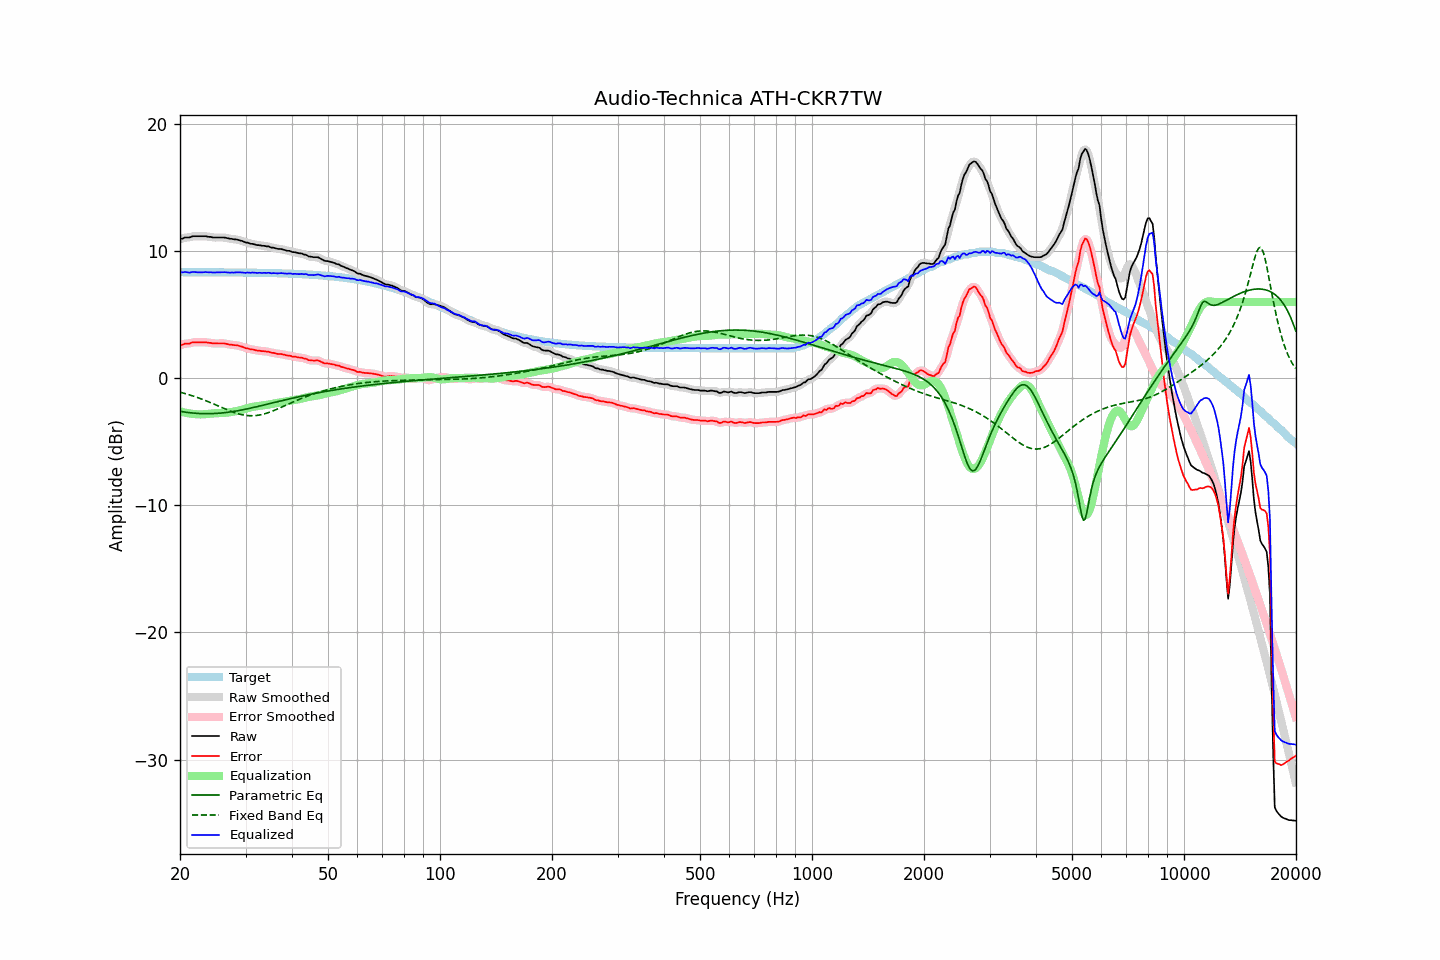 Audio-Technica ATH-CKR7TW
20
10
0
−10
−20
−30
Amplitude (dBr)
Target
Raw Smoothed
Error Smoothed
Raw
Error
Equalization
Parametric Eq
Fixed Band Eq
Equalized
20 50 100 200 500 1000 2000 5000 10000 20000
Frequency (Hz)